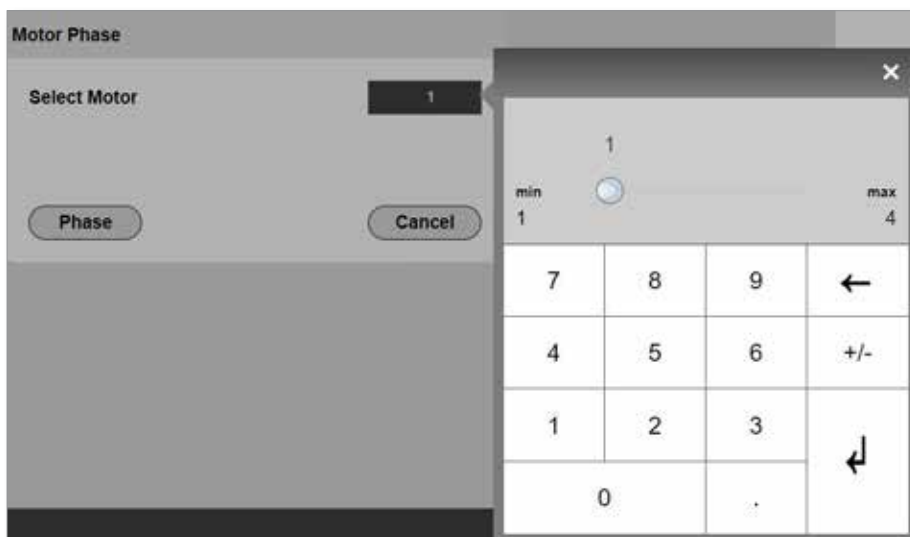 Motor Phase
Select Motor 1
Phase Cancel
×
1
min max
1 4
7 8 9 ←
4 5 6 +/-
1 2 3 ↲
0 .